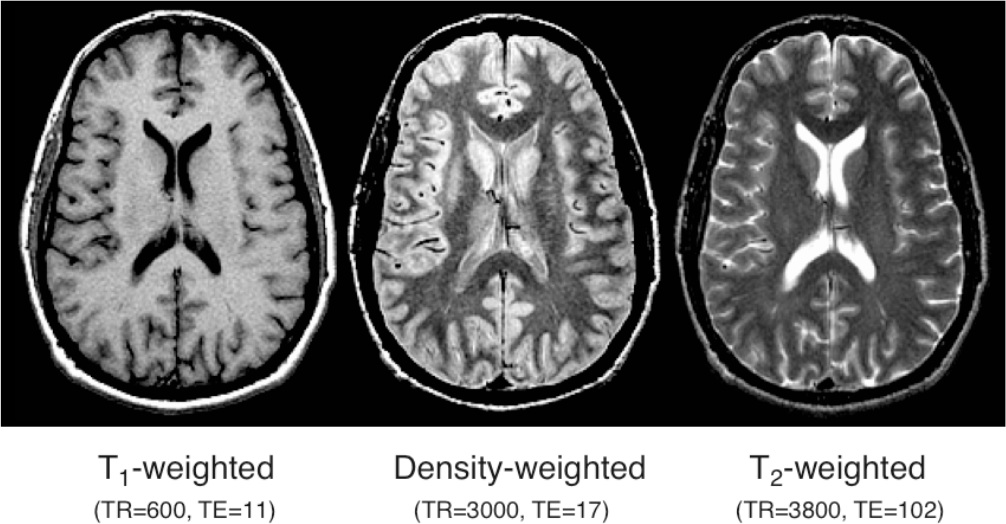 T₁-weighted
(TR=600, TE=11)
Density-weighted
(TR=3000, TE=17)
T₂-weighted
(TR=3800, TE=102)